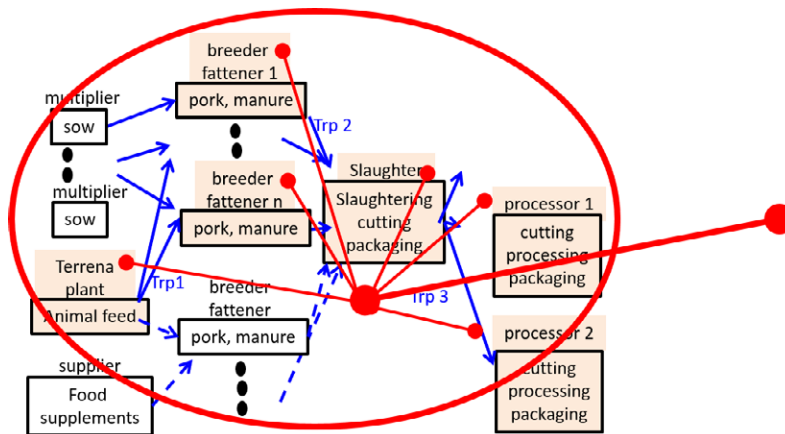 breeder
fattener 1
pork, manure
multiplier
sow
Trp 2
multiplier
sow
breeder
fattener n
pork, manure
Slaughter
Slaughtering
cutting
packaging
processor 1
cutting
processing
packaging
Terrena
plant
Animal feed
Trp1
breeder
fattener
pork, manure
Trp 3
processor 2
cutting
processing
packaging
supplier
Food
supplements